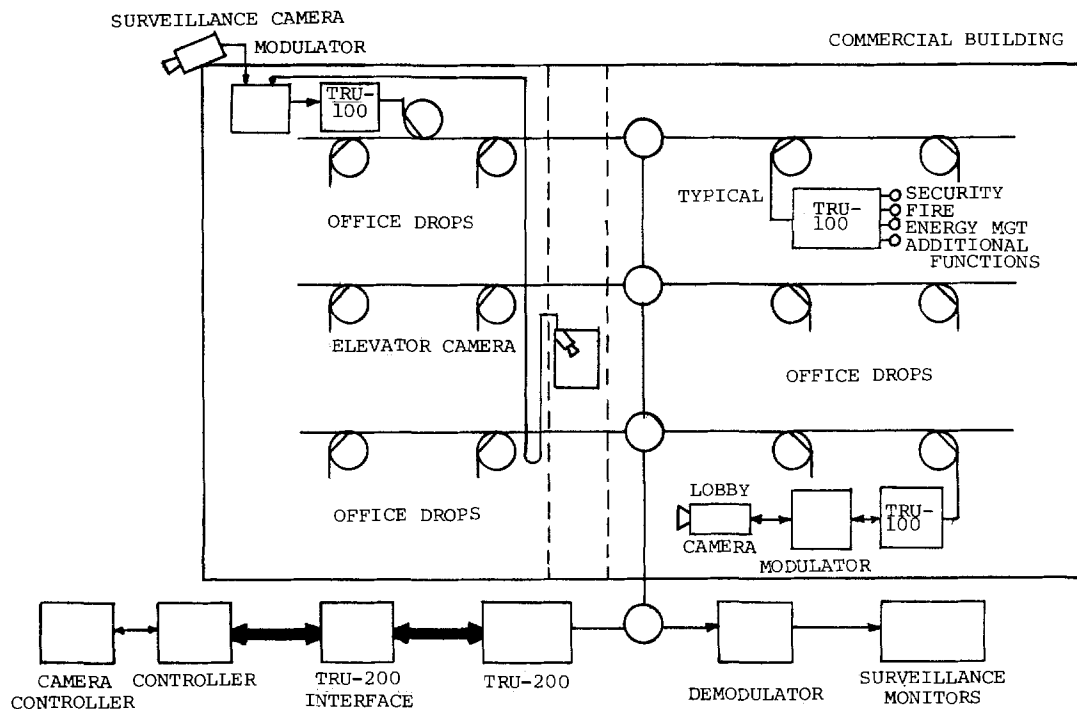 SURVEILLANCE CAMERA
MODULATOR
COMMERCIAL BUILDING
TRU-
100
TYPICAL
TRU-
100
SECURITY
FIRE
ENERGY MGT
ADDITIONAL
FUNCTIONS
OFFICE DROPS
ELEVATOR CAMERA
OFFICE DROPS
OFFICE DROPS
LOBBY
CAMERA
MODULATOR
TRU-
100
CAMERA
CONTROLLER
CONTROLLER
TRU-200
INTERFACE
TRU-200
DEMODULATOR
SURVEILLANCE
MONITORS